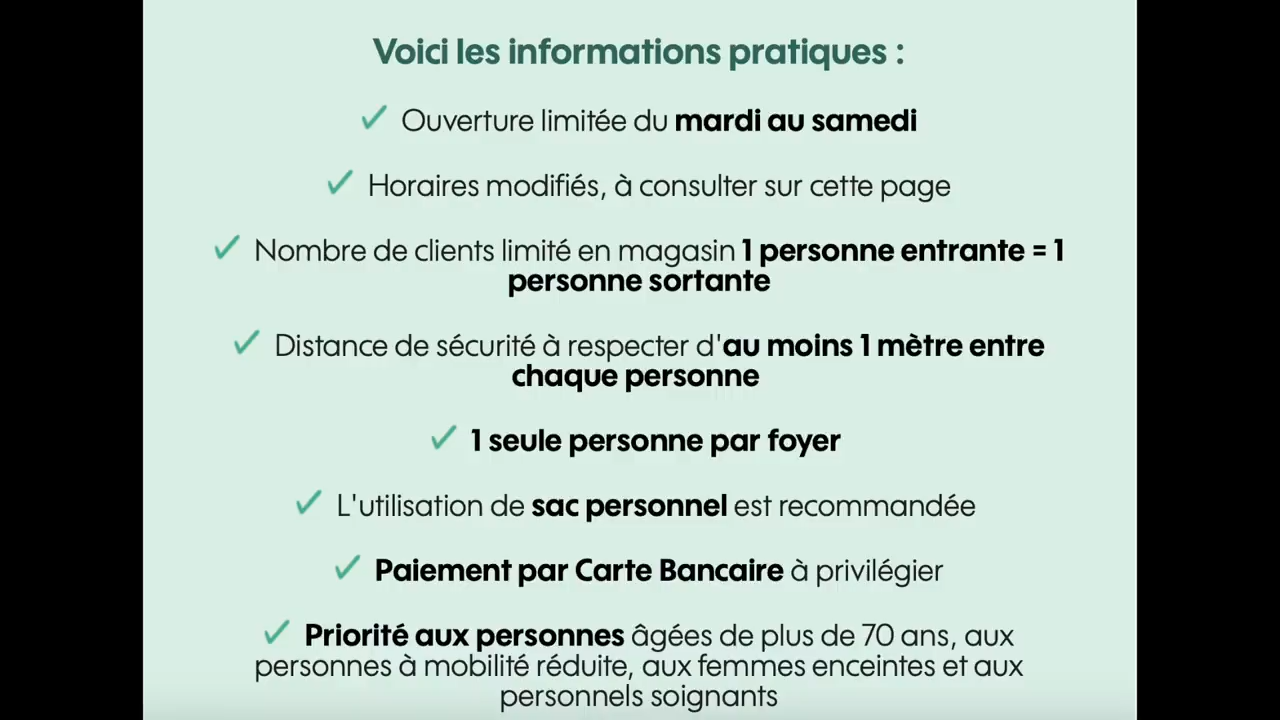 Voici les informations pratiques :
✓ Ouverture limitée du mardi au samedi
✓ Horaires modifiés, à consulter sur cette page
✓ Nombre de clients limité en magasin 1 personne entrante = 1
personne sortante
✓ Distance de sécurité à respecter d'au moins 1 mètre entre
chaque personne
✓ 1 seule personne par foyer
✓ L'utilisation de sac personnel est recommandée
✓ Paiement par Carte Bancaire à privilégier
✓ Priorité aux personnes âgées de plus de 70 ans, aux
personnes à mobilité réduite, aux femmes enceintes et aux
personnels soignants